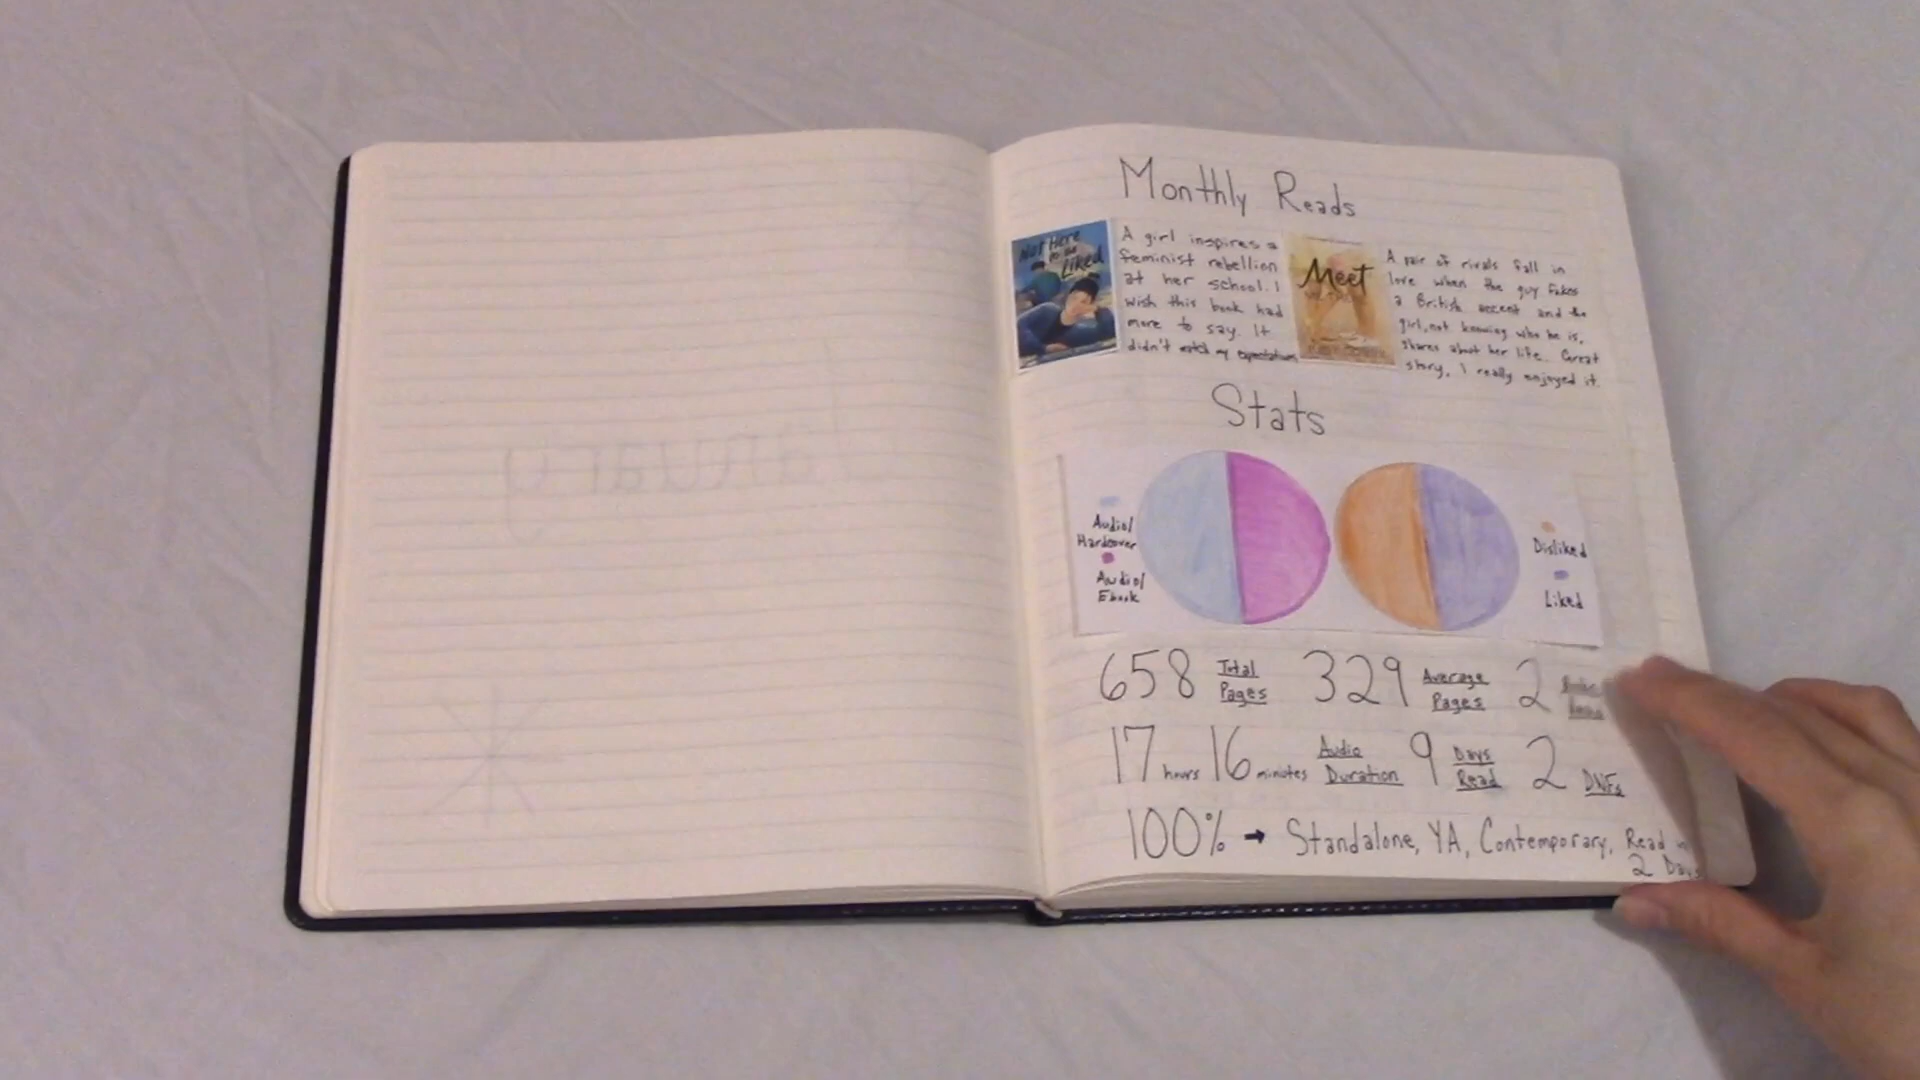 Monthly Reads
Not Here
to be
Liked
A girl inspires a
feminist rebellion
at her school. I
wish this book had
more to say. It
didn't match my expectations
Meet
A pair of rivals fall in
love when the guy fakes
a British accent and the
girl, not knowing who he is,
shares about her life. Great
story, I really enjoyed it.
Stats
Audio/
Hardcover
Audio/
Ebook
Disliked
Liked
658 Total Pages 329 Average Pages 2
17 hours 16 minutes Audio Duration 9 Days Read 2 DNFs
100% → Standalone, YA, Contemporary, Read in
2 Days
January